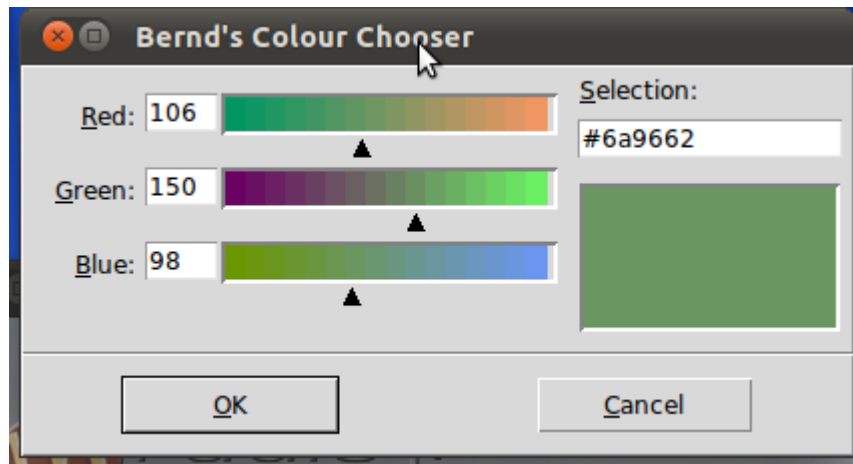 Bernd's Colour Chooser
Red: 106
Selection:
#6a9662
Green: 150
Blue: 98
OK
Cancel